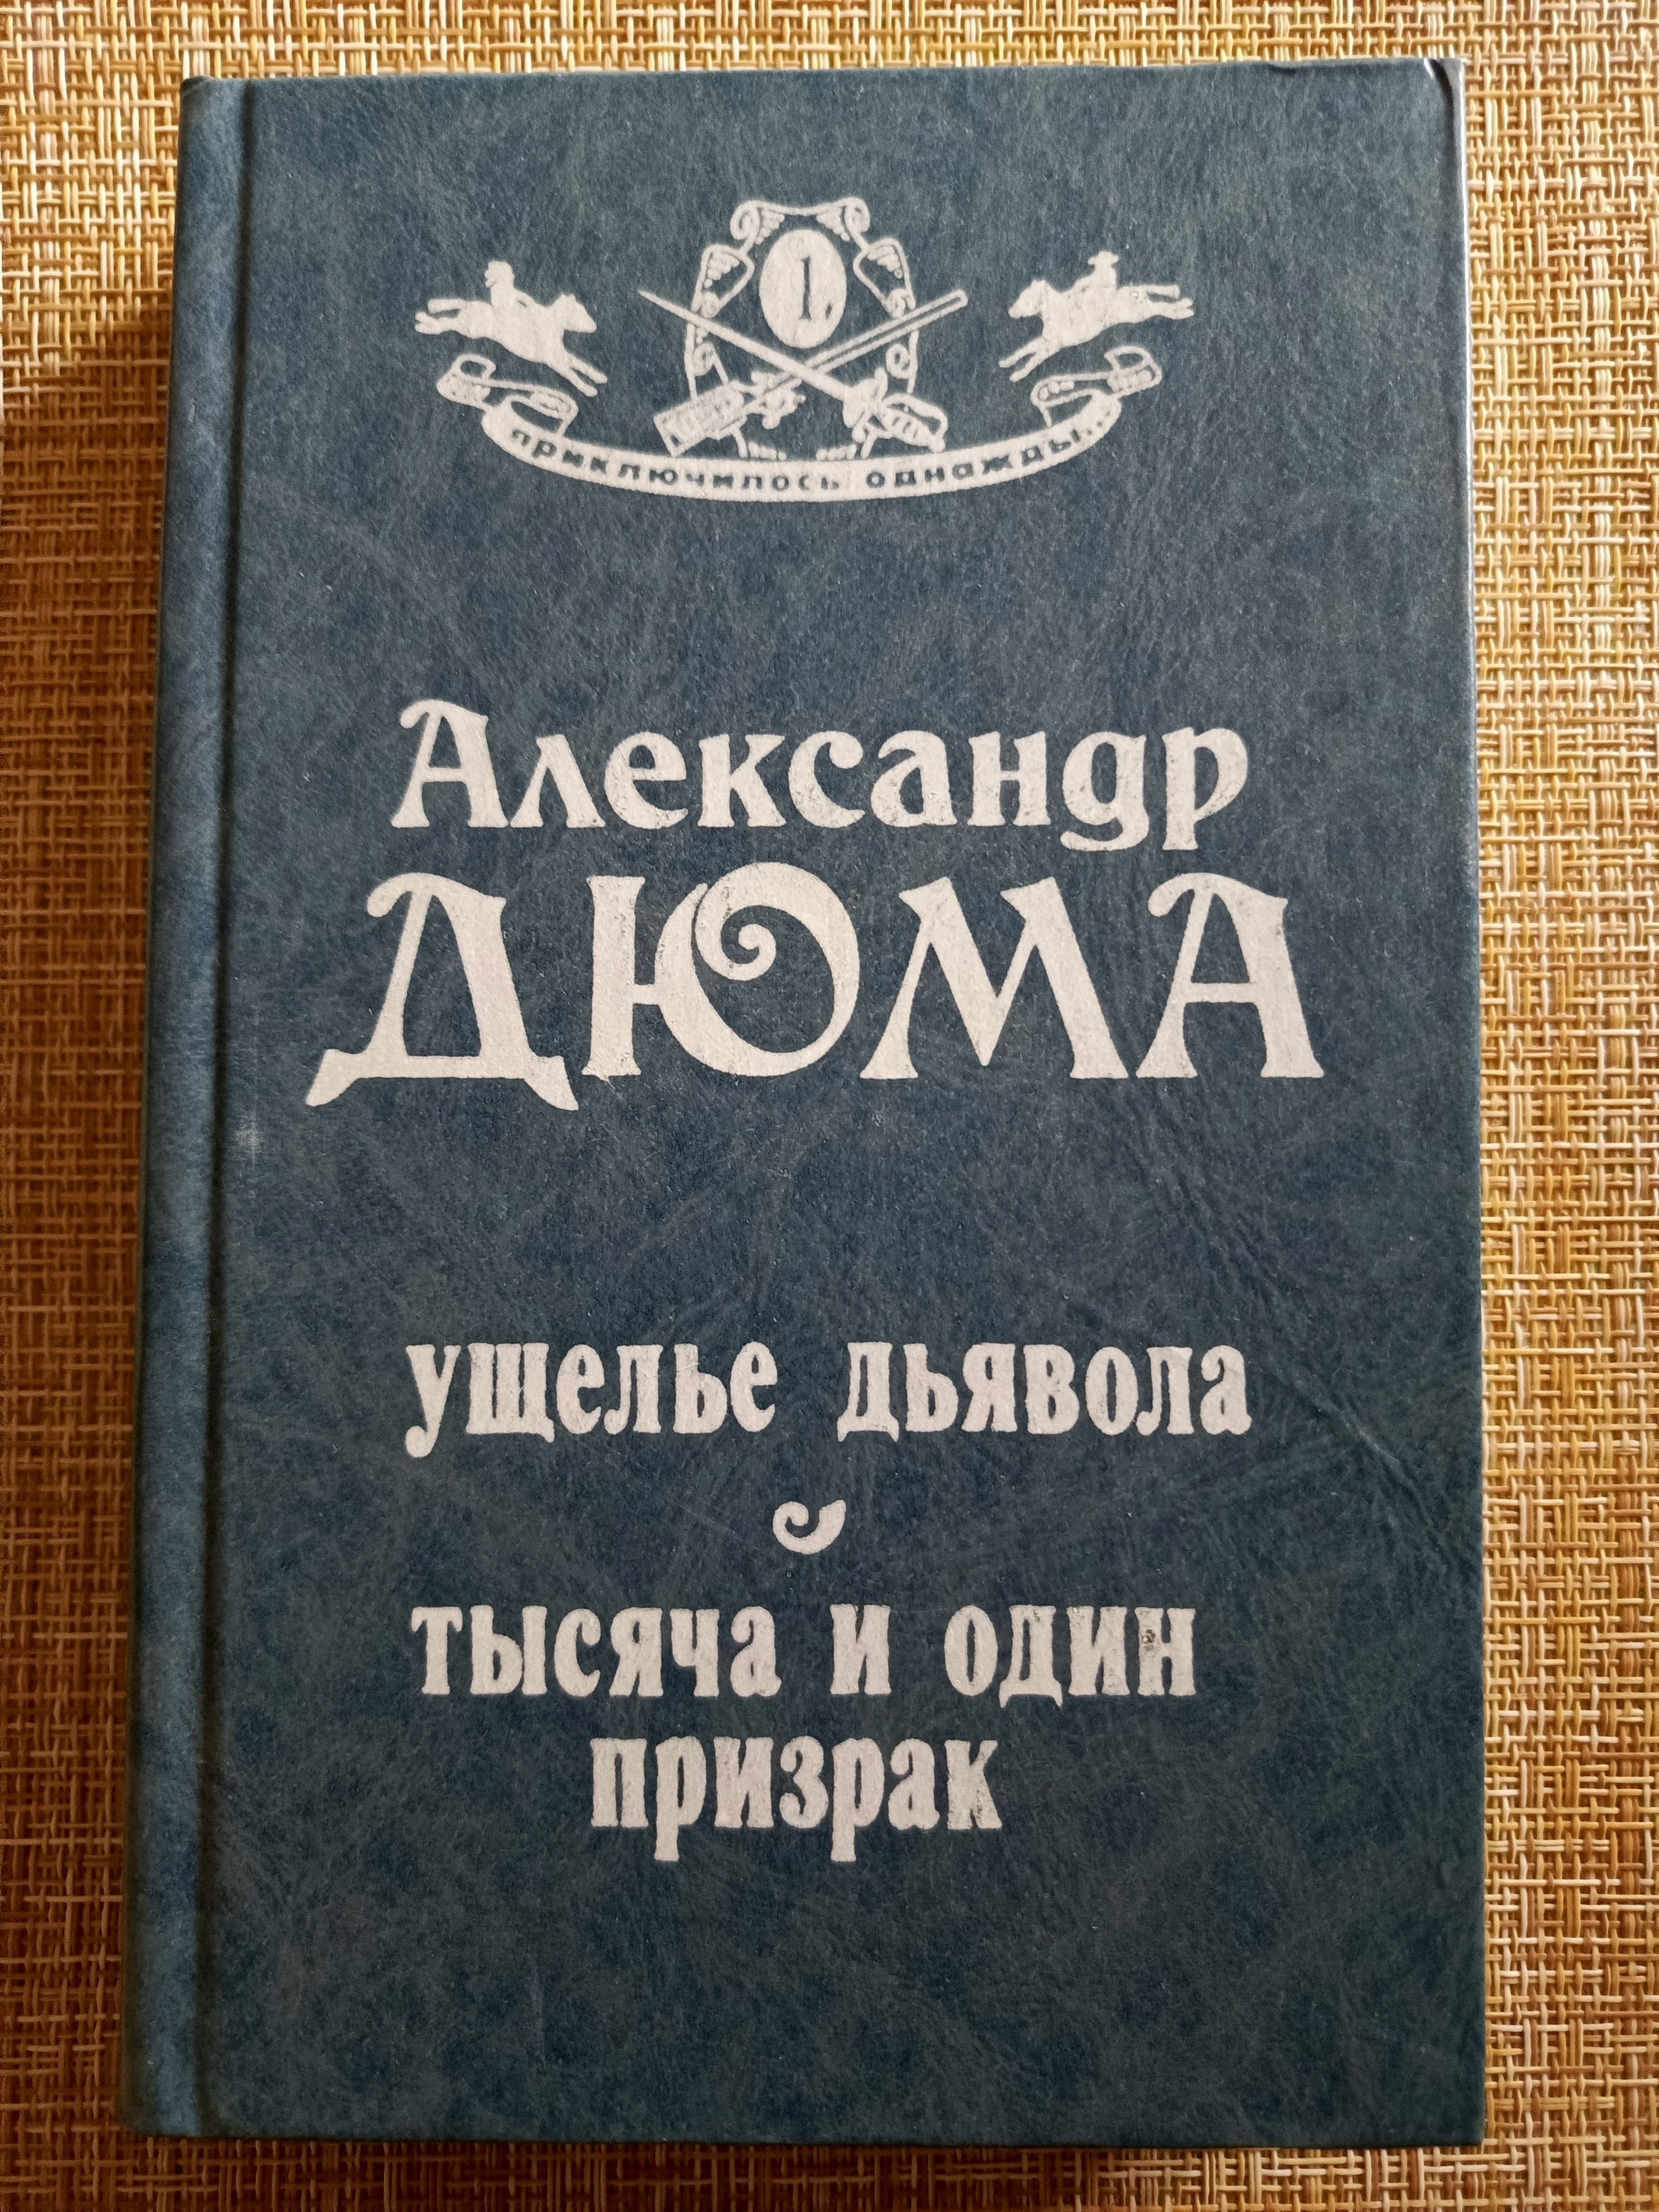 1.
приключилось однажды...
Александр
ДЮМА
ущелье дьявола
тысяча и один
призрак